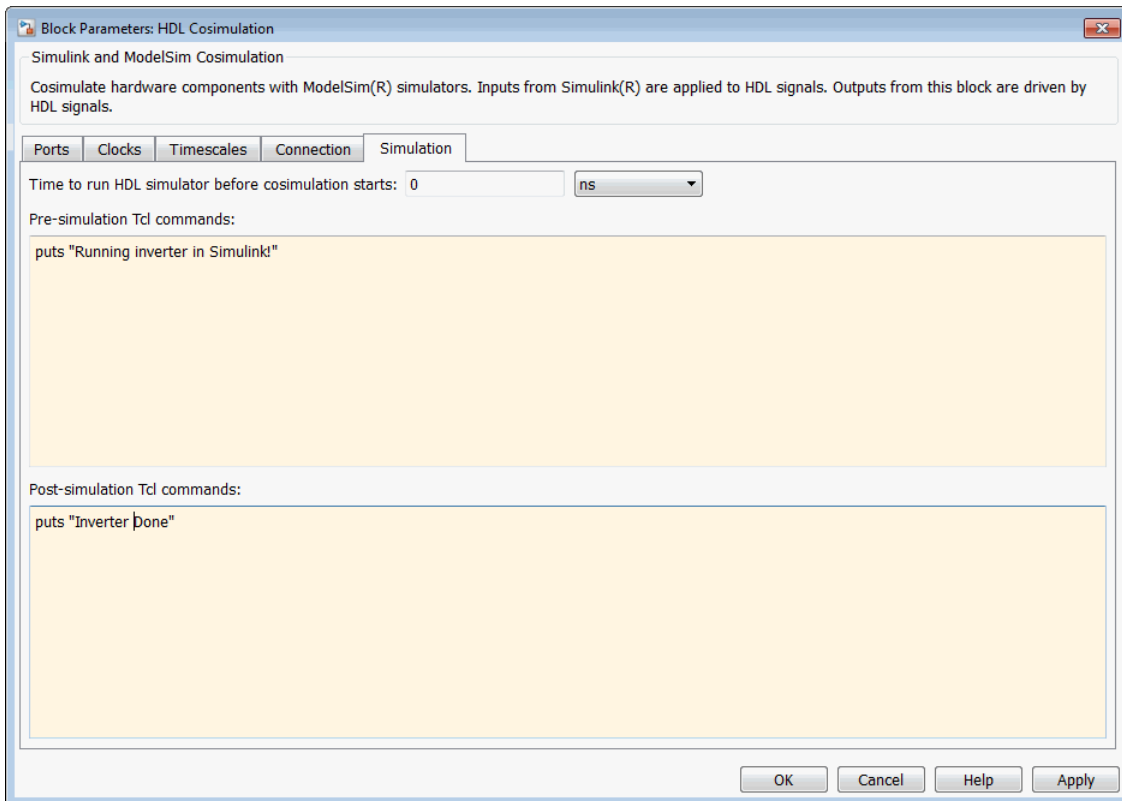 Block Parameters: HDL Cosimulation
Simulink and ModelSim Cosimulation
Cosimulate hardware components with ModelSim(R) simulators. Inputs from Simulink(R) are applied to HDL signals. Outputs from this block are driven by
HDL signals.
Ports Clocks Timescales Connection Simulation
Time to run HDL simulator before cosimulation starts: 0 ns
Pre-simulation Tcl commands:
puts "Running inverter in Simulink!"
Post-simulation Tcl commands:
puts "Inverter Done"
OK Cancel Help Apply